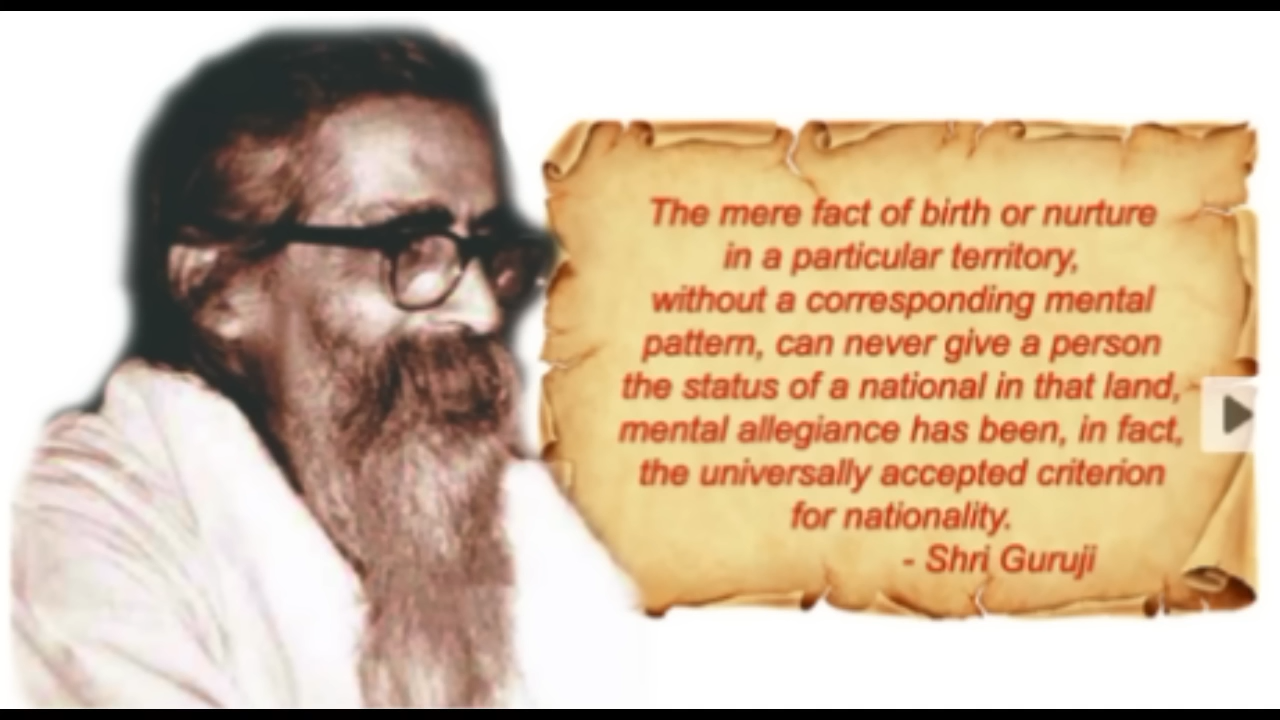 The mere fact of birth or nurture
in a particular territory,
without a corresponding mental
pattern, can never give a person
the status of a national in that land,
mental allegiance has been, in fact,
the universally accepted criterion
for nationality.
- Shri Guruji